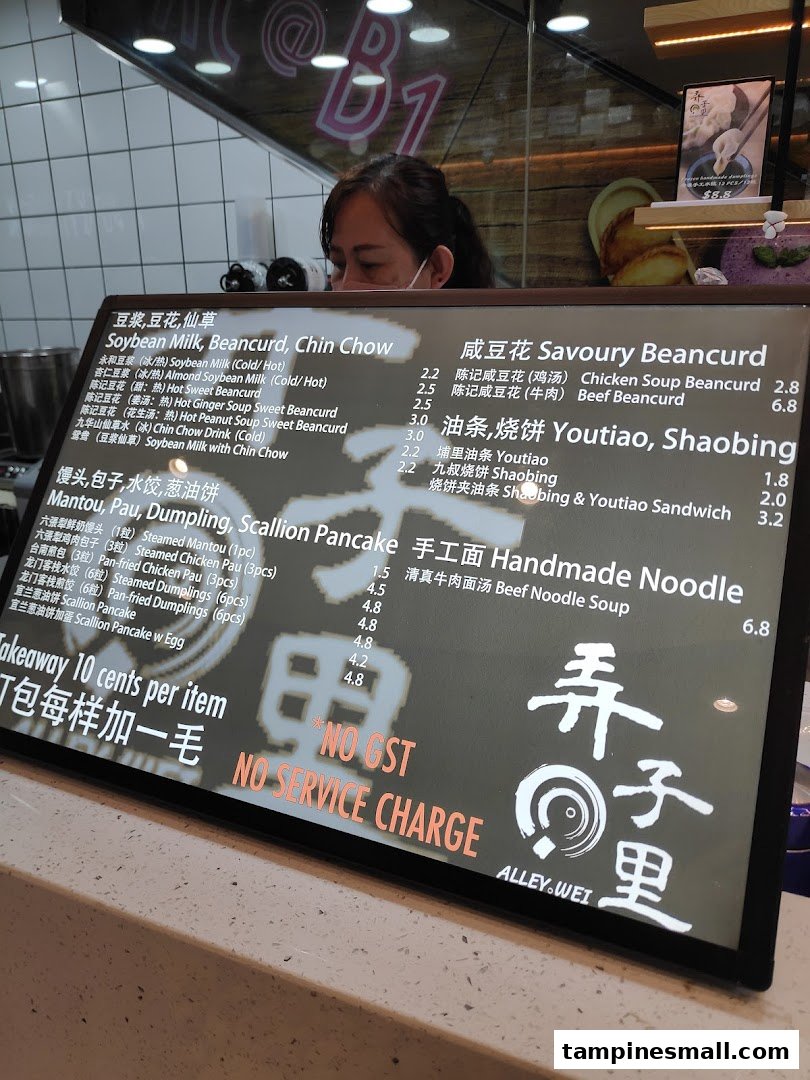 @B1
弄子里
Frozen handmade dumplings
$8.8
豆浆,豆花,仙草
Soybean Milk, Beancurd, Chin Chow
永和豆浆（冰/热) Soybean Milk (Cold/ Hot) 2.2
杏仁豆浆（冰/热) Almond Soybean Milk (Cold/ Hot) 2.5
陈记豆花（甜：热) Hot Sweet Beancurd 2.5
陈记豆花（姜汤：热) Hot Ginger Soup Sweet Beancurd 3.0
陈记豆花（花生汤：热) Hot Peanut Soup Sweet Beancurd 3.0
九华山仙草水（冰) Chin Chow Drink (Cold) 2.2
鸳鸯（豆浆仙草) Soybean Milk with Chin Chow 2.2
馒头,包子,水饺,葱油饼
Mantou, Pau, Dumpling, Scallion Pancake
六张犁鲜奶馒头（1粒）Steamed Mantou (1pc) 1.5
六张犁鸡肉包子（3粒）Steamed Chicken Pau (3pcs) 4.5
台南煎包（3粒）Pan-fried Chicken Pau (3pcs) 4.8
龙门客栈水饺（6粒）Steamed Dumplings (6pcs) 4.8
龙门客栈煎饺（6粒）Pan-fried Dumplings (6pcs) 4.8
宜兰葱油饼 Scallion Pancake 4.2
宜兰葱油饼加蛋 Scallion Pancake w Egg 4.8
Takeaway 10 cents per item
打包每样加一毛
*NO GST
NO SERVICE CHARGE
咸豆花 Savoury Beancurd
陈记咸豆花 (鸡汤) Chicken Soup Beancurd 2.8
陈记咸豆花 (牛肉) Beef Beancurd 6.8
油条,烧饼 Youtiao, Shaobing
埔里油条 Youtiao 1.8
九叔烧饼 Shaobing 2.0
烧饼夹油条 Shaobing & Youtiao Sandwich 3.2
手工面 Handmade Noodle
清真牛肉面汤 Beef Noodle Soup 6.8
弄子里
ALLEY。WEI
tampinesmall.com